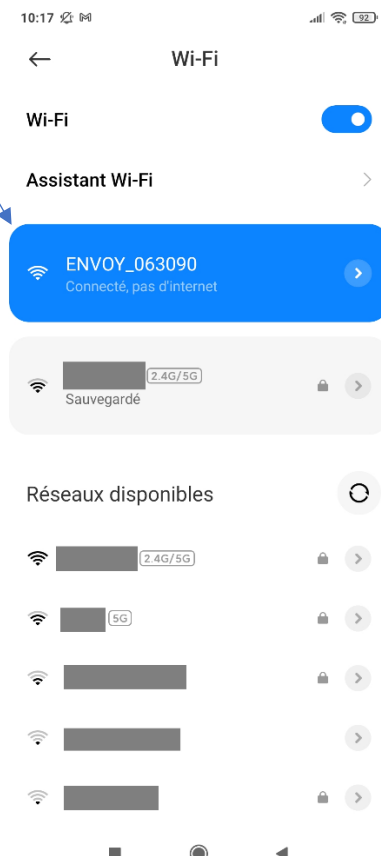 10:17 92
Wi-Fi
Wi-Fi
Assistant Wi-Fi
ENVOY_063090
Connecté, pas d'internet
2.4G/5G
Sauvegardé
Réseaux disponibles
2.4G/5G
5G